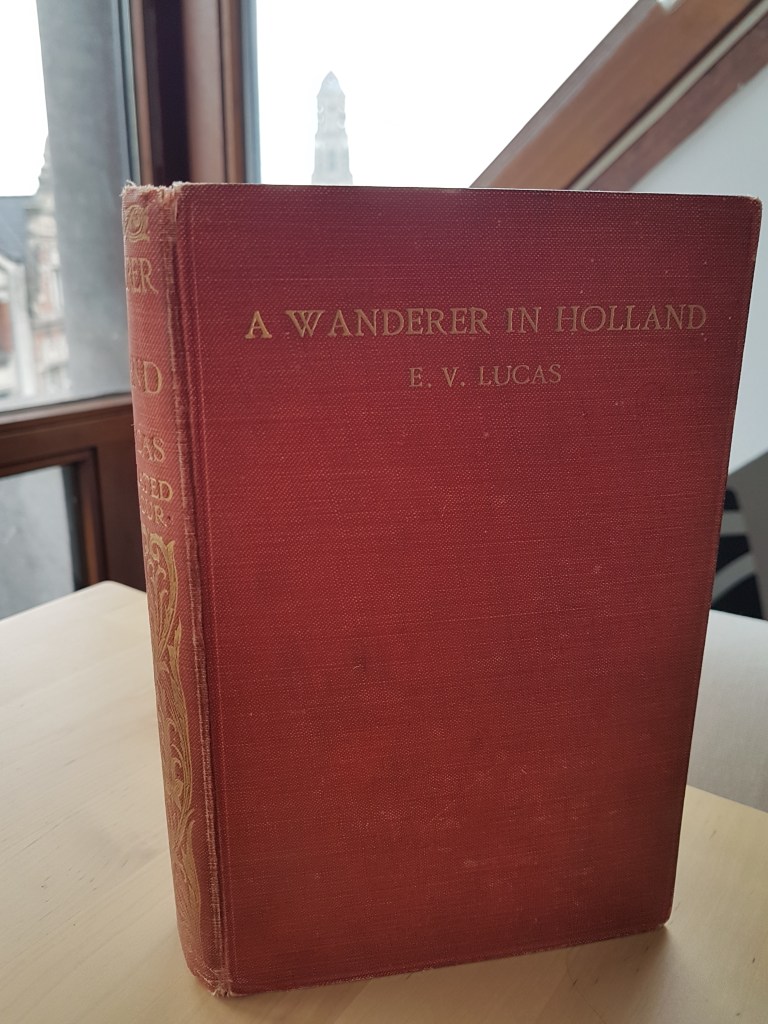 A WANDERER IN HOLLAND
E. V. LUCAS